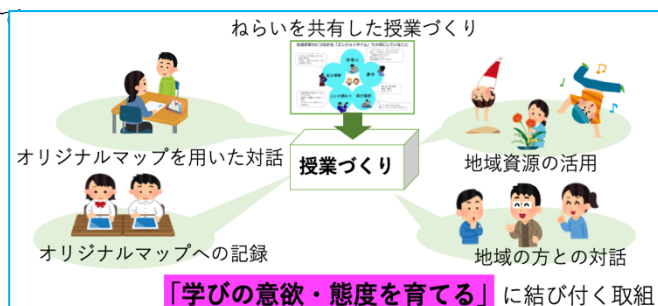 ねらいを共有した授業づくり
オリジナルマップを用いた対話
授業づくり
地域資源の活用
オリジナルマップへの記録
地域の方との対話
「学びの意欲・態度を育てる」に結び付く取組